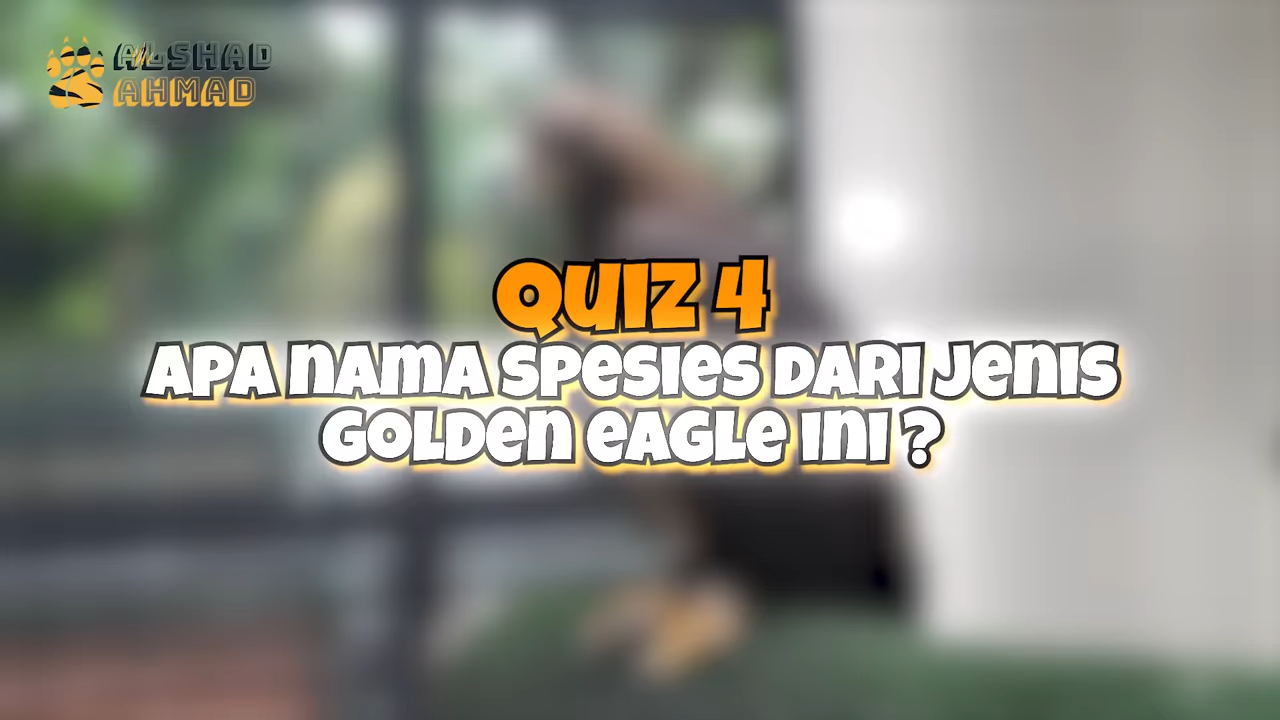 ALSHAD
AHMAD
QUIZ 4
APA NAMA SPESIES DARI JENIS
GOLDEN EAGLE INI ?